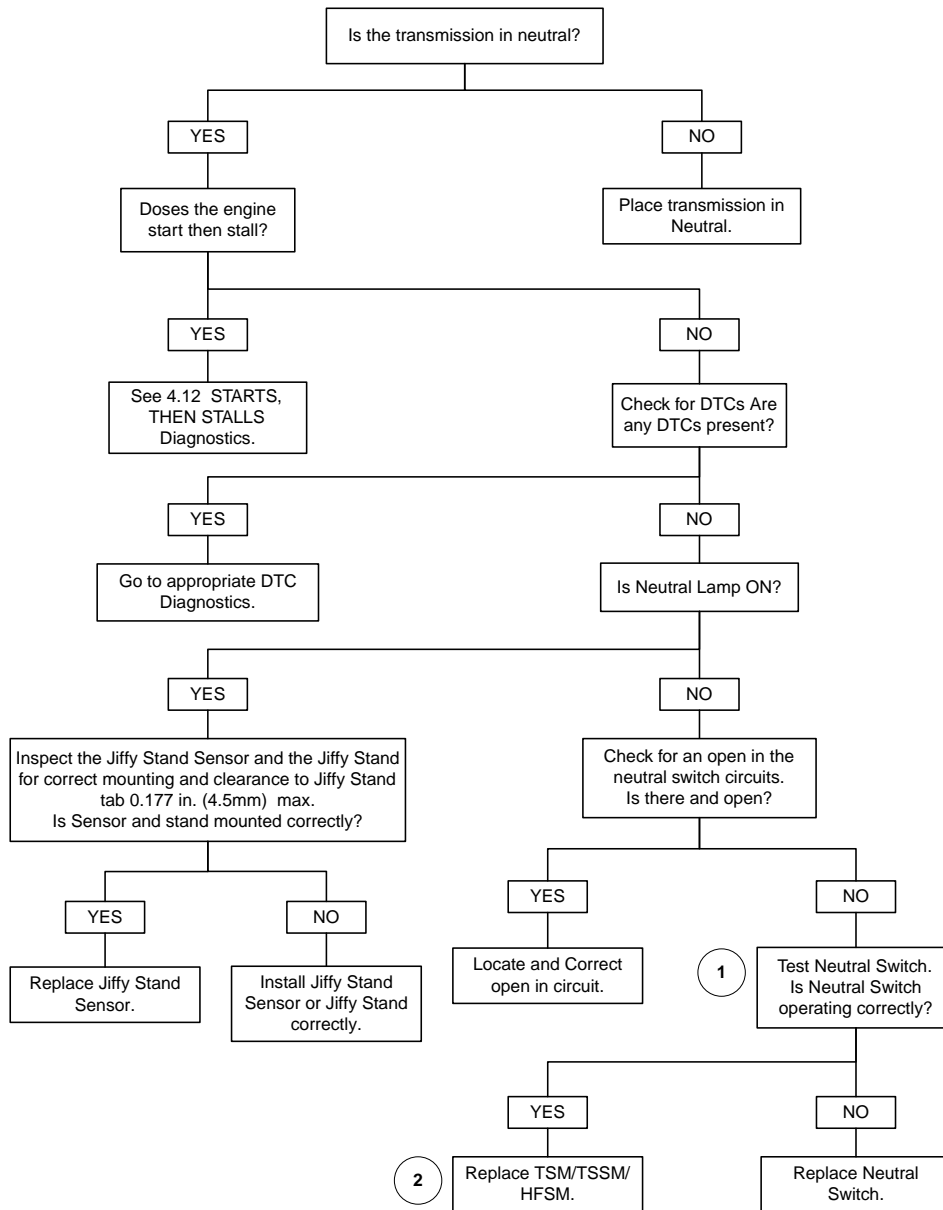 Is the transmission in neutral?
YES
NO
Doses the engine
start then stall?
Place transmission in
Neutral.
YES
NO
See 4.12 STARTS,
THEN STALLS
Diagnostics.
Check for DTCs Are
any DTCs present?
YES
NO
Go to appropriate DTC
Diagnostics.
Is Neutral Lamp ON?
YES
NO
Inspect the Jiffy Stand Sensor and the Jiffy Stand
for correct mounting and clearance to Jiffy Stand
tab 0.177 in. (4.5mm) max.
Is Sensor and stand mounted correctly?
Check for an open in the
neutral switch circuits.
Is there and open?
YES
NO
YES
NO
Replace Jiffy Stand
Sensor.
Install Jiffy Stand
Sensor or Jiffy Stand
correctly.
Locate and Correct
open in circuit.
1
Test Neutral Switch.
Is Neutral Switch
operating correctly?
YES
NO
2
Replace TSM/TSSM/
HFSM.
Replace Neutral
Switch.